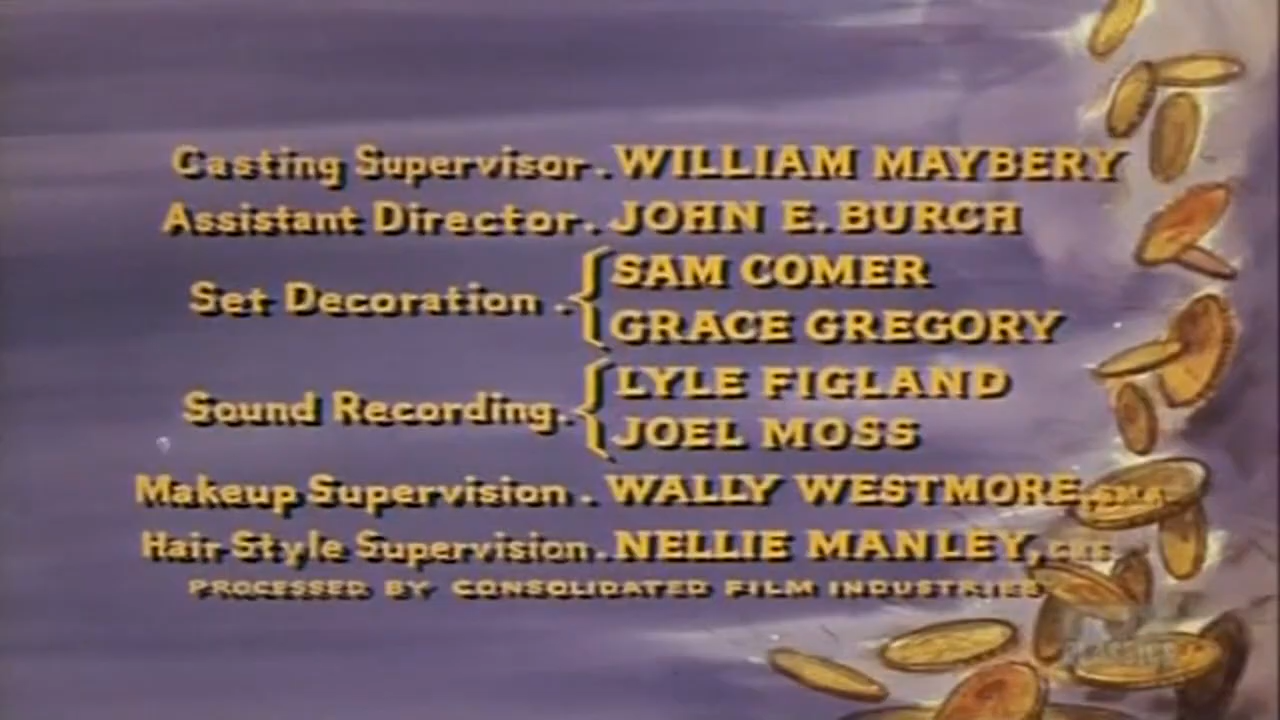 Casting Supervisor . WILLIAM MAYBERY
Assistant Director . JOHN E. BURCH
Set Decoration . { SAM COMER
GRACE GREGORY
Sound Recording . { LYLE FIGLAND
JOEL MOSS
Makeup Supervision . WALLY WESTMORE,
Hair Style Supervision . NELLIE MANLEY,
PROCESSED BY CONSOLIDATED FILM INDUSTRIES
CLASSICS